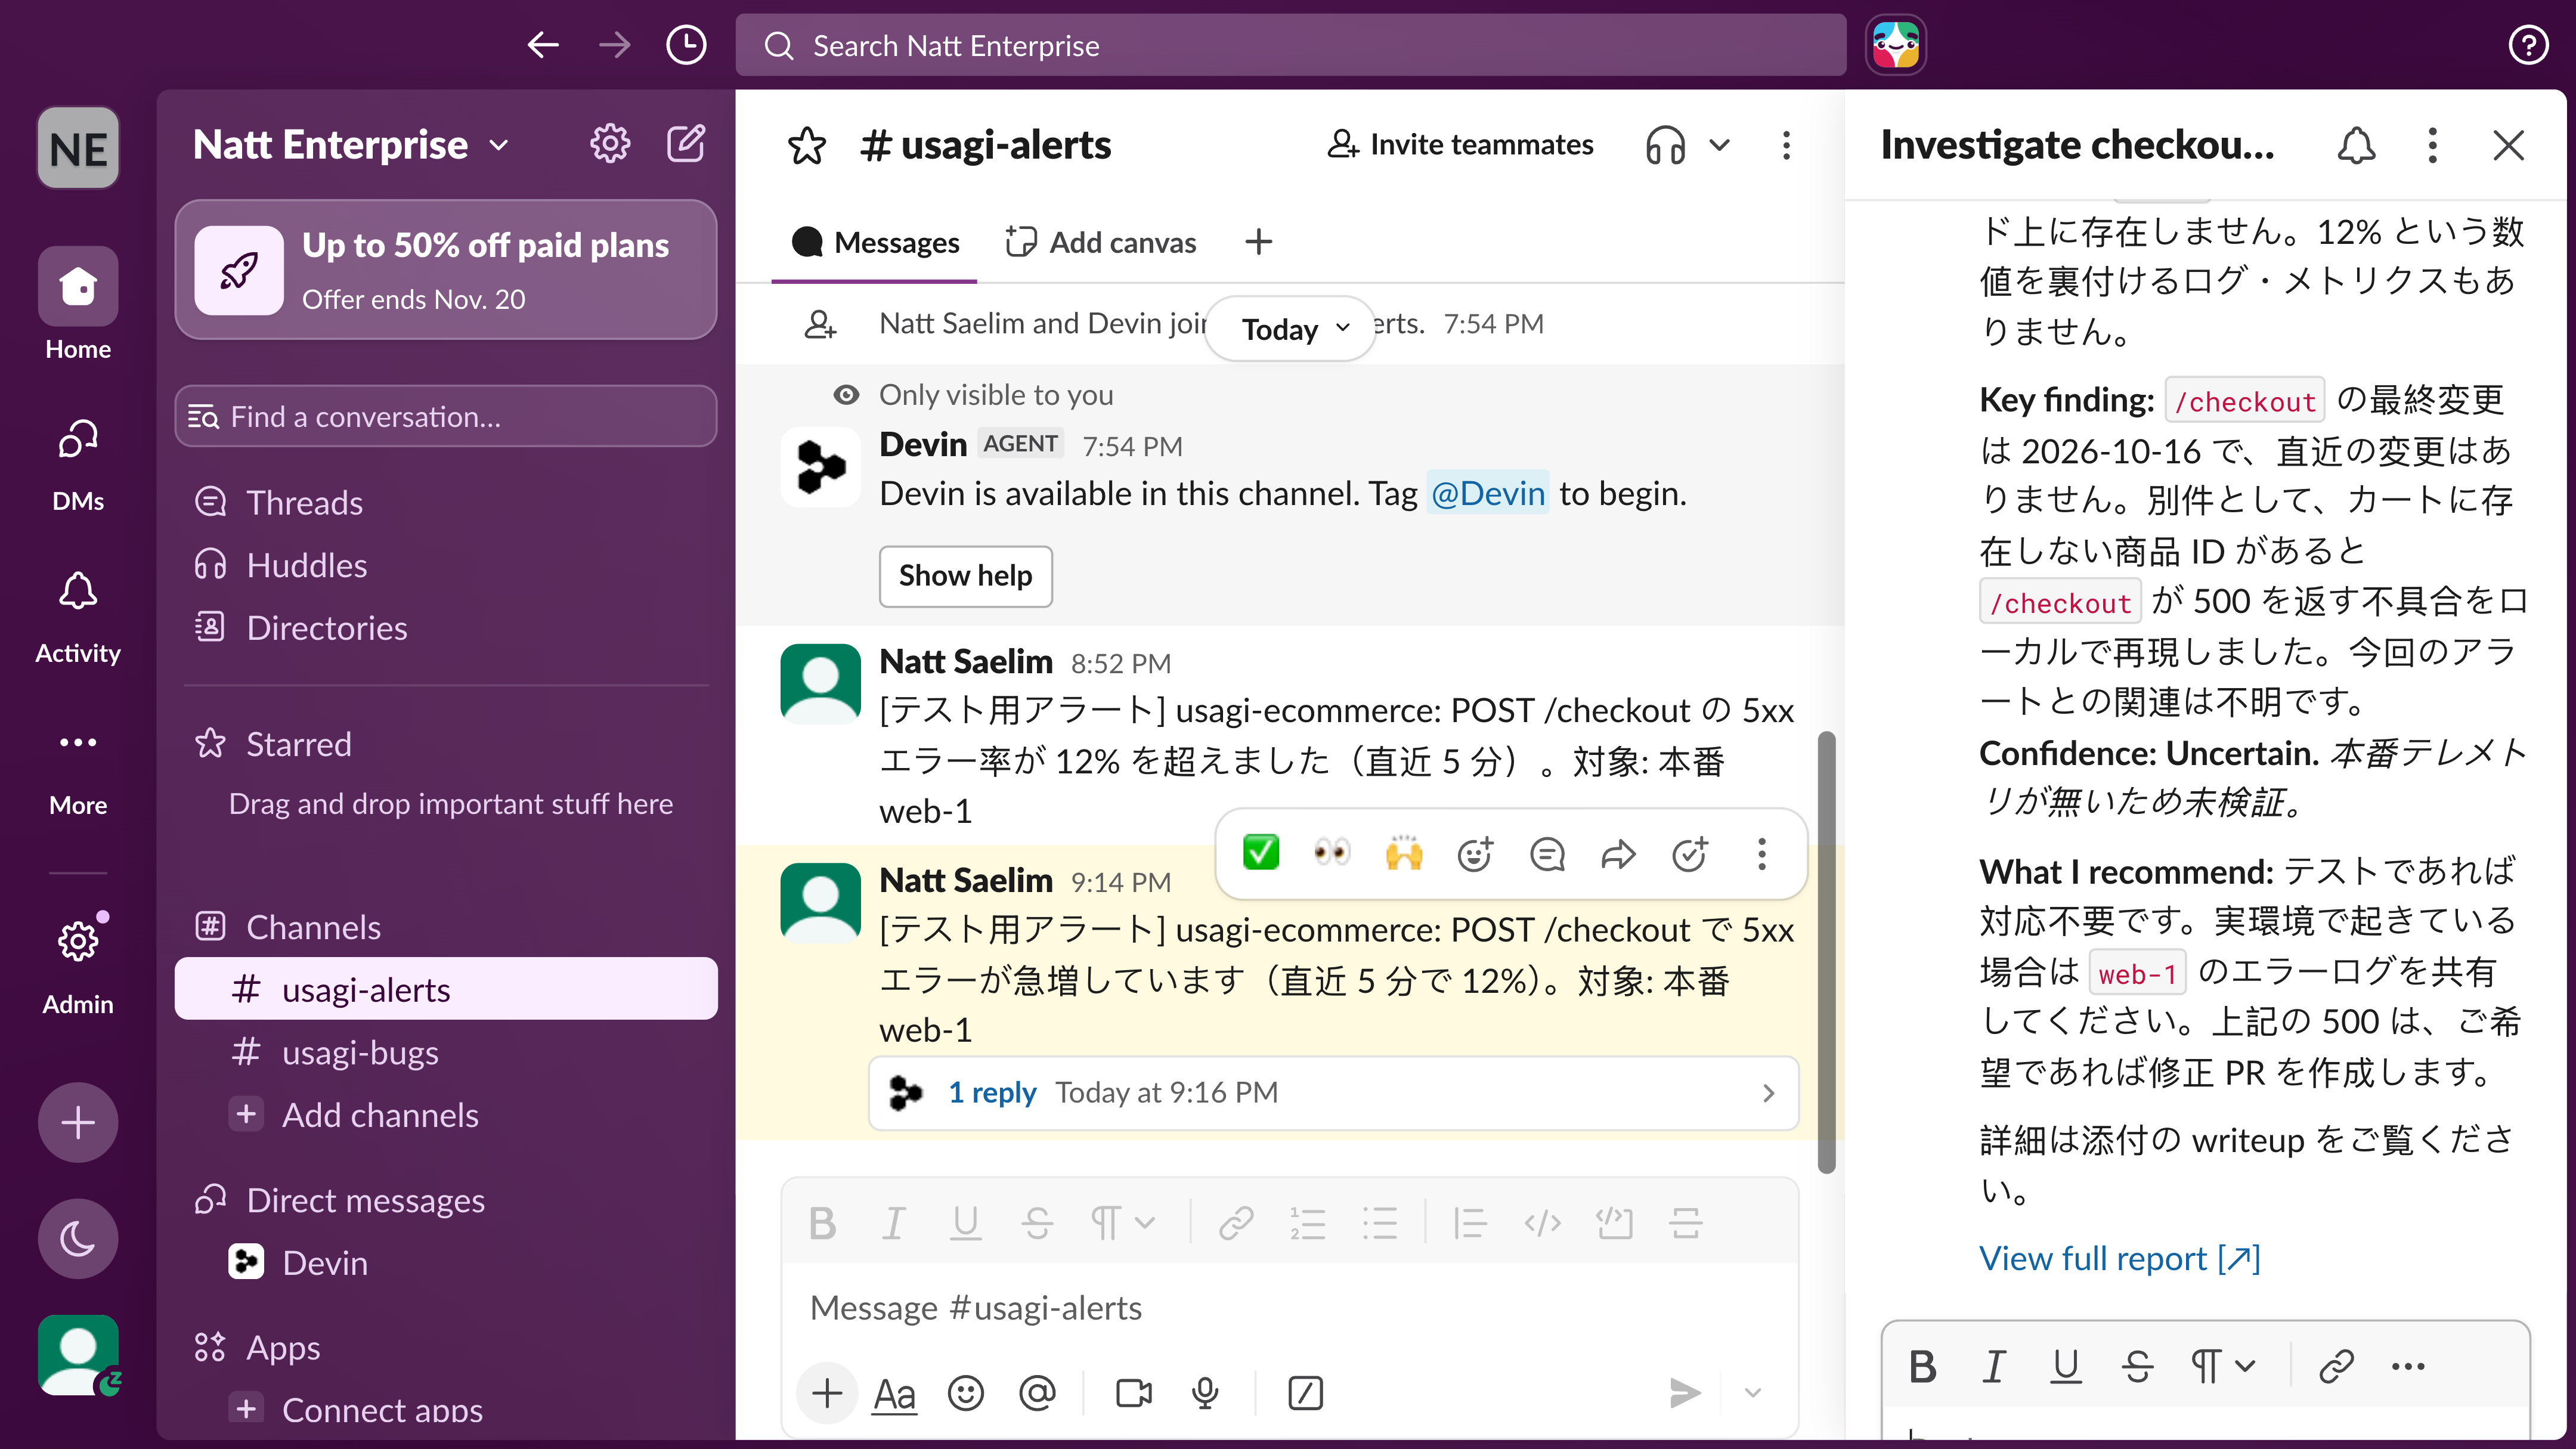 Search Natt Enterprise
NE
Home
DMs
Activity
More
Admin
Natt Enterprise
Up to 50% off paid plans
Offer ends Nov. 20
Find a conversation...
Threads
Huddles
Directories
Starred
Drag and drop important stuff here
Channels
# usagi-alerts
# usagi-bugs
Add channels
Direct messages
Devin
Apps
Connect apps
# usagi-alerts
Invite teammates
Messages
Add canvas
Natt Saelim and Devin joi
erts. 7:54 PM
Today
Only visible to you
Devin AGENT 7:54 PM
Devin is available in this channel. Tag @Devin to begin.
Show help
Natt Saelim 8:52 PM
[テスト用アラート] usagi-ecommerce: POST /checkout の 5xx
エラー率が 12% を超えました（直近 5 分）。対象: 本番
web-1
Natt Saelim 9:14 PM
[テスト用アラート] usagi-ecommerce: POST /checkout で 5xx
エラーが急増しています（直近 5 分で 12%）。対象: 本番
web-1
1 reply Today at 9:16 PM
Message #usagi-alerts
Aa
Investigate checkou...
ド上に存在しません。12% という数
値を裏付けるログ・メトリクスもあ
りません。
Key finding: /checkout の最終変更
は 2026-10-16 で、直近の変更はあ
りません。別件として、カートに存
在しない商品 ID があると
/checkout が 500 を返す不具合をロ
ーカルで再現しました。今回のアラ
ートとの関連は不明です。
Confidence: Uncertain. 本番テレメト
リが無いため未検証。
What I recommend: テストであれば
対応不要です。実環境で起きている
場合は web-1 のエラーログを共有
してください。上記の 500 は、ご希
望であれば修正 PR を作成します。
詳細は添付の writeup をご覧くださ
い。
View full report [↗]